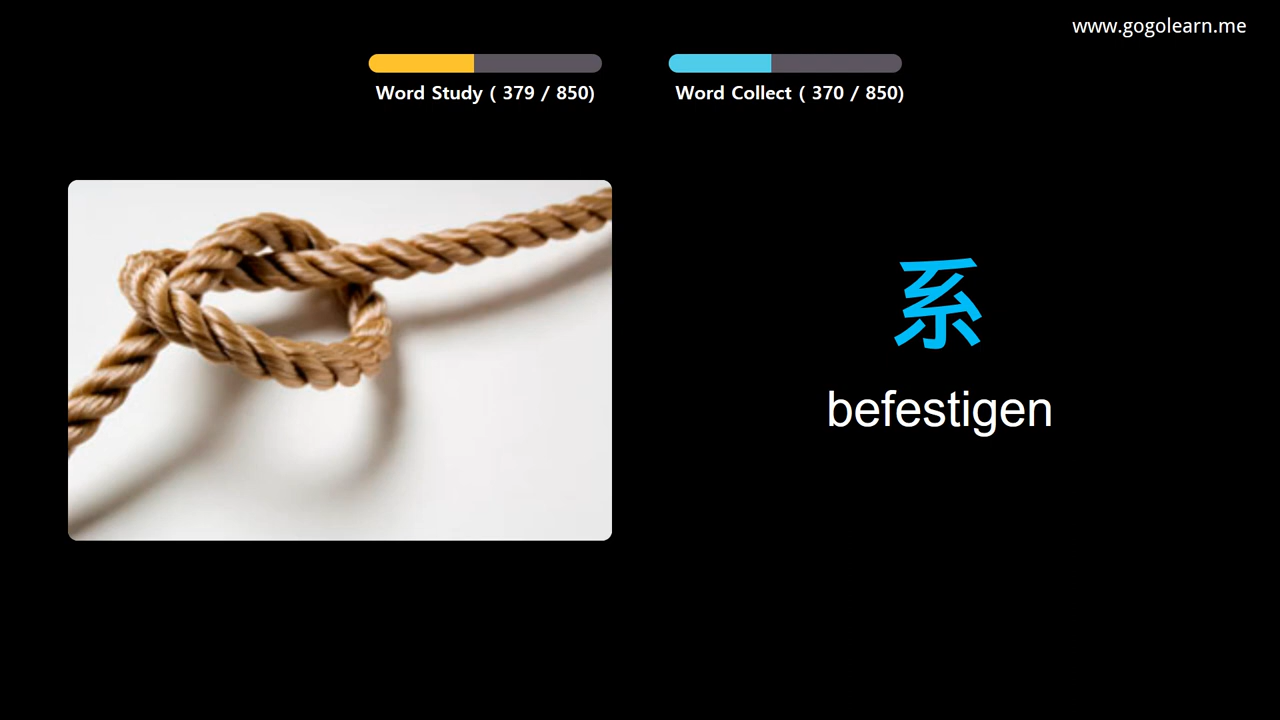 www.gogolearn.me
Word Study ( 379 / 850)
Word Collect ( 370 / 850)
系
befestigen